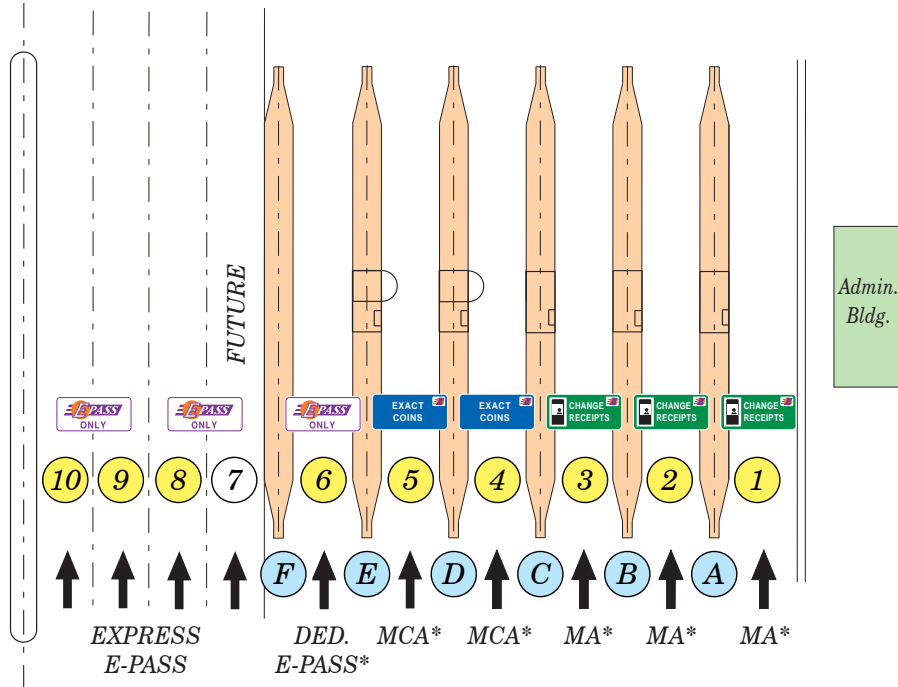 FUTURE
Admin.
Bldg.
E-PASS
ONLY
E-PASS
ONLY
E-PASS
ONLY
EXACT
COINS
EXACT
COINS
CHANGE
RECEIPTS
CHANGE
RECEIPTS
CHANGE
RECEIPTS
10 9 8 7 6 5 4 3 2 1
F E D C B A
EXPRESS
E-PASS
DED.
E-PASS*
MCA*
MCA*
MA*
MA*
MA*